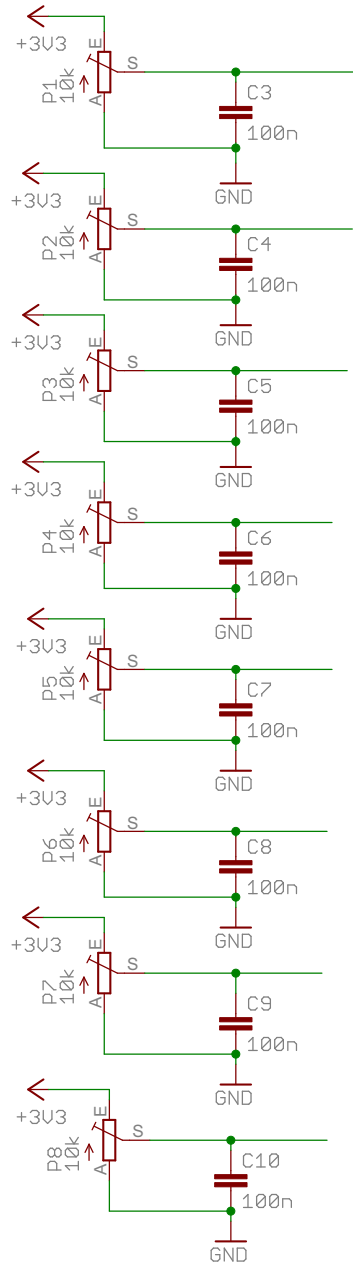 +3V3
E
S
A
P1
10k
C3
100n
GND
+3V3
E
S
A
P2
10k
C4
100n
GND
+3V3
E
S
A
P3
10k
C5
100n
GND
+3V3
E
S
A
P4
10k
C6
100n
GND
+3V3
E
S
A
P5
10k
C7
100n
GND
+3V3
E
S
A
P6
10k
C8
100n
GND
+3V3
E
S
A
P7
10k
C9
100n
GND
+3V3
E
S
A
P8
10k
C10
100n
GND